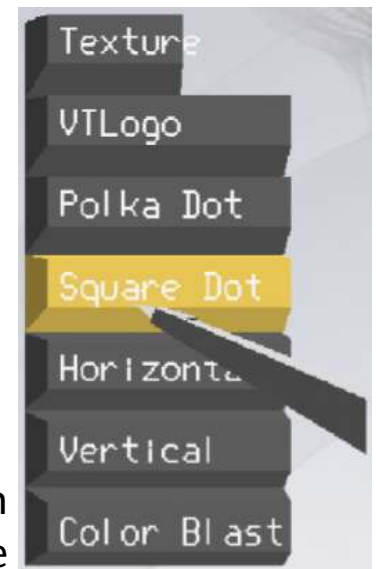 Texture
VTLogo
Polka Dot
Square Dot
Vertical
Color Blast